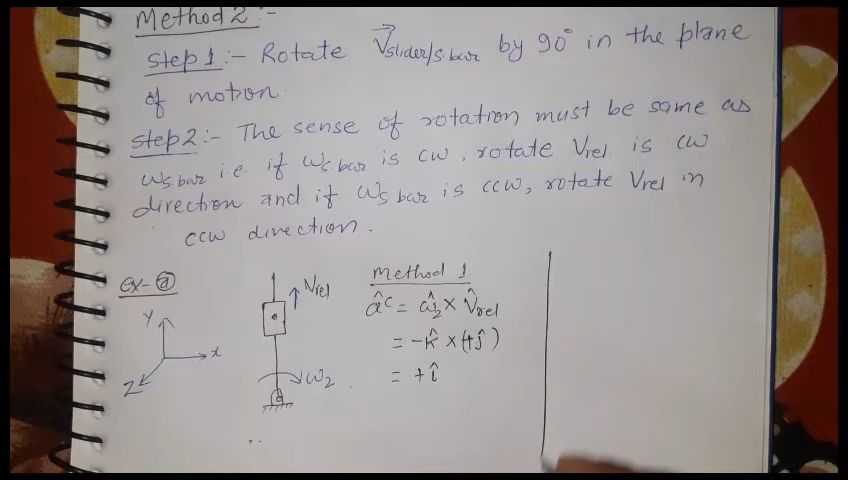 Method 2:-
Step 1:- Rotate V⃗slider/s.bar by 90° in the plane
of motion.
Step 2:- The sense of rotation must be same as
ωs.bar i.e. if ωs.bar is cw, rotate Vrel is cw
direction and if ωs.bar is ccw, rotate Vrel in
ccw direction.
Ex-ⓐ
Vrel
Method 1
âᶜ = ω̂₂ × V̂rel
Y
= -k̂ × (+ĵ)
x
= +î
Z
ω₂